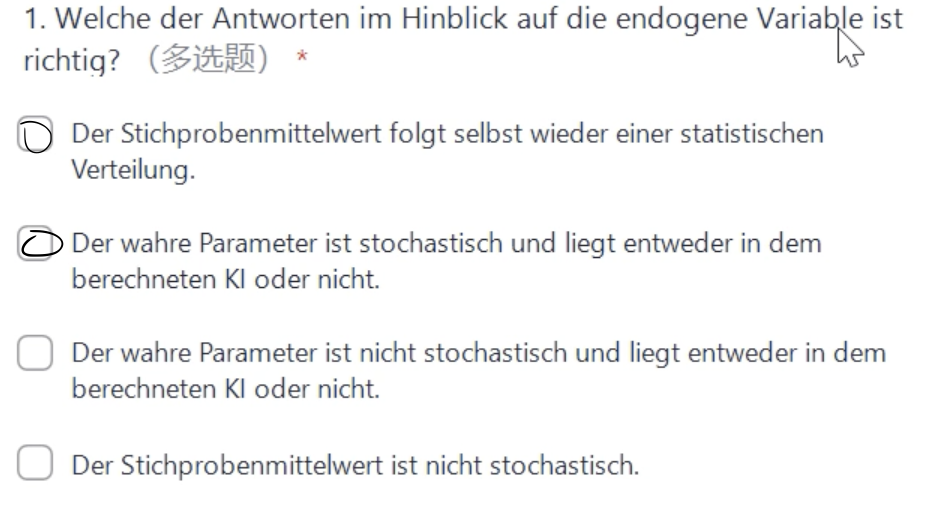 1. Welche der Antworten im Hinblick auf die endogene Variable ist
richtig? （多选题） *
Der Stichprobenmittelwert folgt selbst wieder einer statistischen
Verteilung.
Der wahre Parameter ist stochastisch und liegt entweder in dem
berechneten KI oder nicht.
Der wahre Parameter ist nicht stochastisch und liegt entweder in dem
berechneten KI oder nicht.
Der Stichprobenmittelwert ist nicht stochastisch.